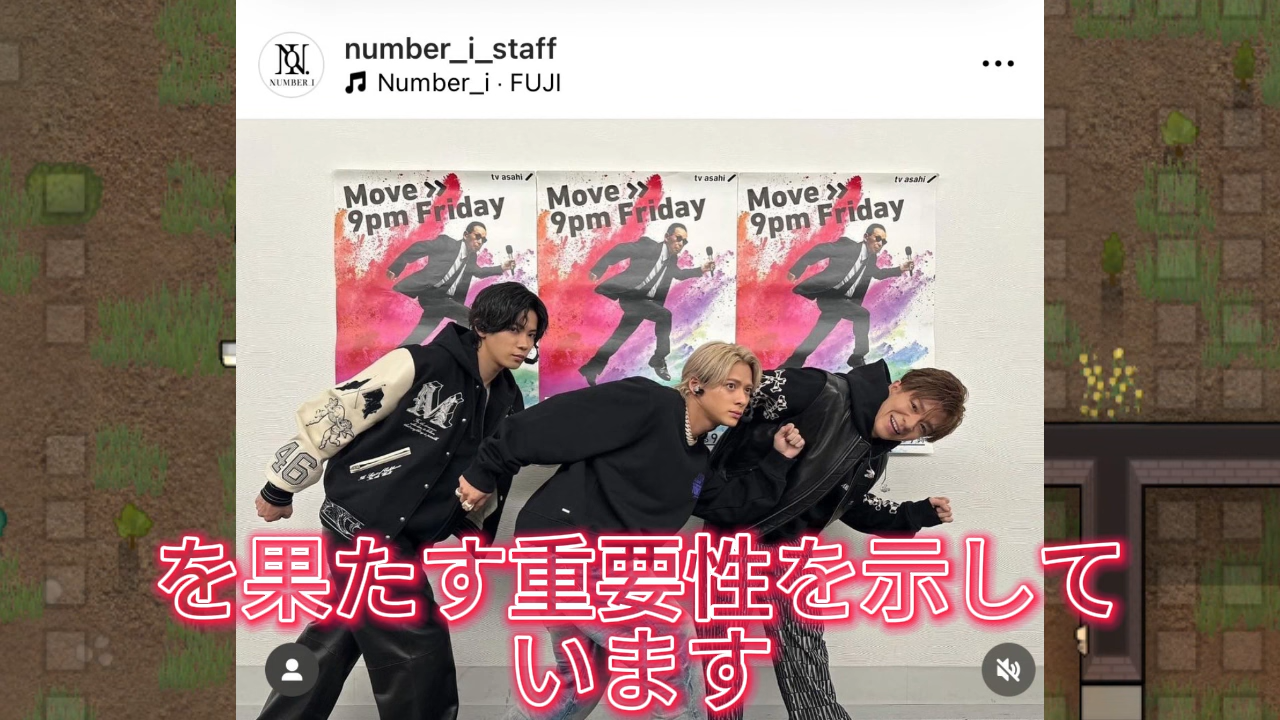 number_i_staff
Number_i · FUJI
NUMBER_I
tv asahi
Move >>
9pm Friday
tv asahi
Move >>
9pm Friday
tv asahi
Move >>
9pm Friday
46
を果たす重要性を示して
います